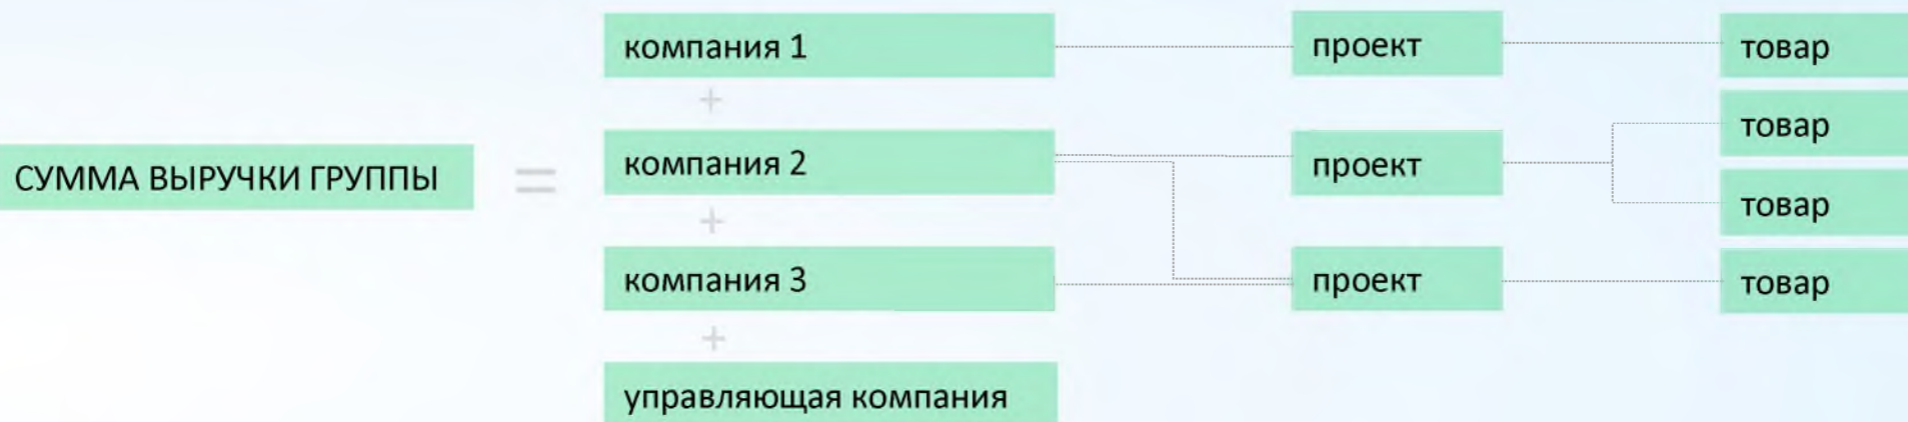 компания 1 проект товар
+
товар
СУММА ВЫРУЧКИ ГРУППЫ = компания 2 проект
товар
+
компания 3 проект товар
+
управляющая компания